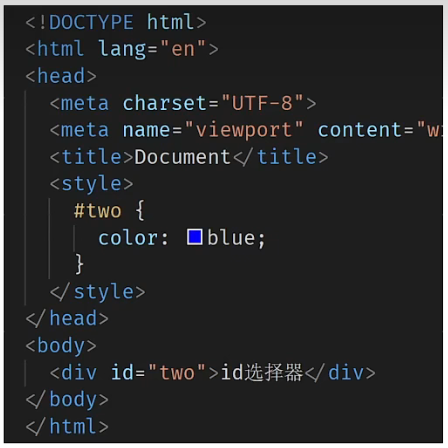 <!DOCTYPE html>
<html lang="en">
<head>
<meta charset="UTF-8">
<meta name="viewport" content="wi
<title>Document</title>
<style>
#two {
color: blue;
}
</style>
</head>
<body>
<div id="two">id选择器</div>
</body>
</html>